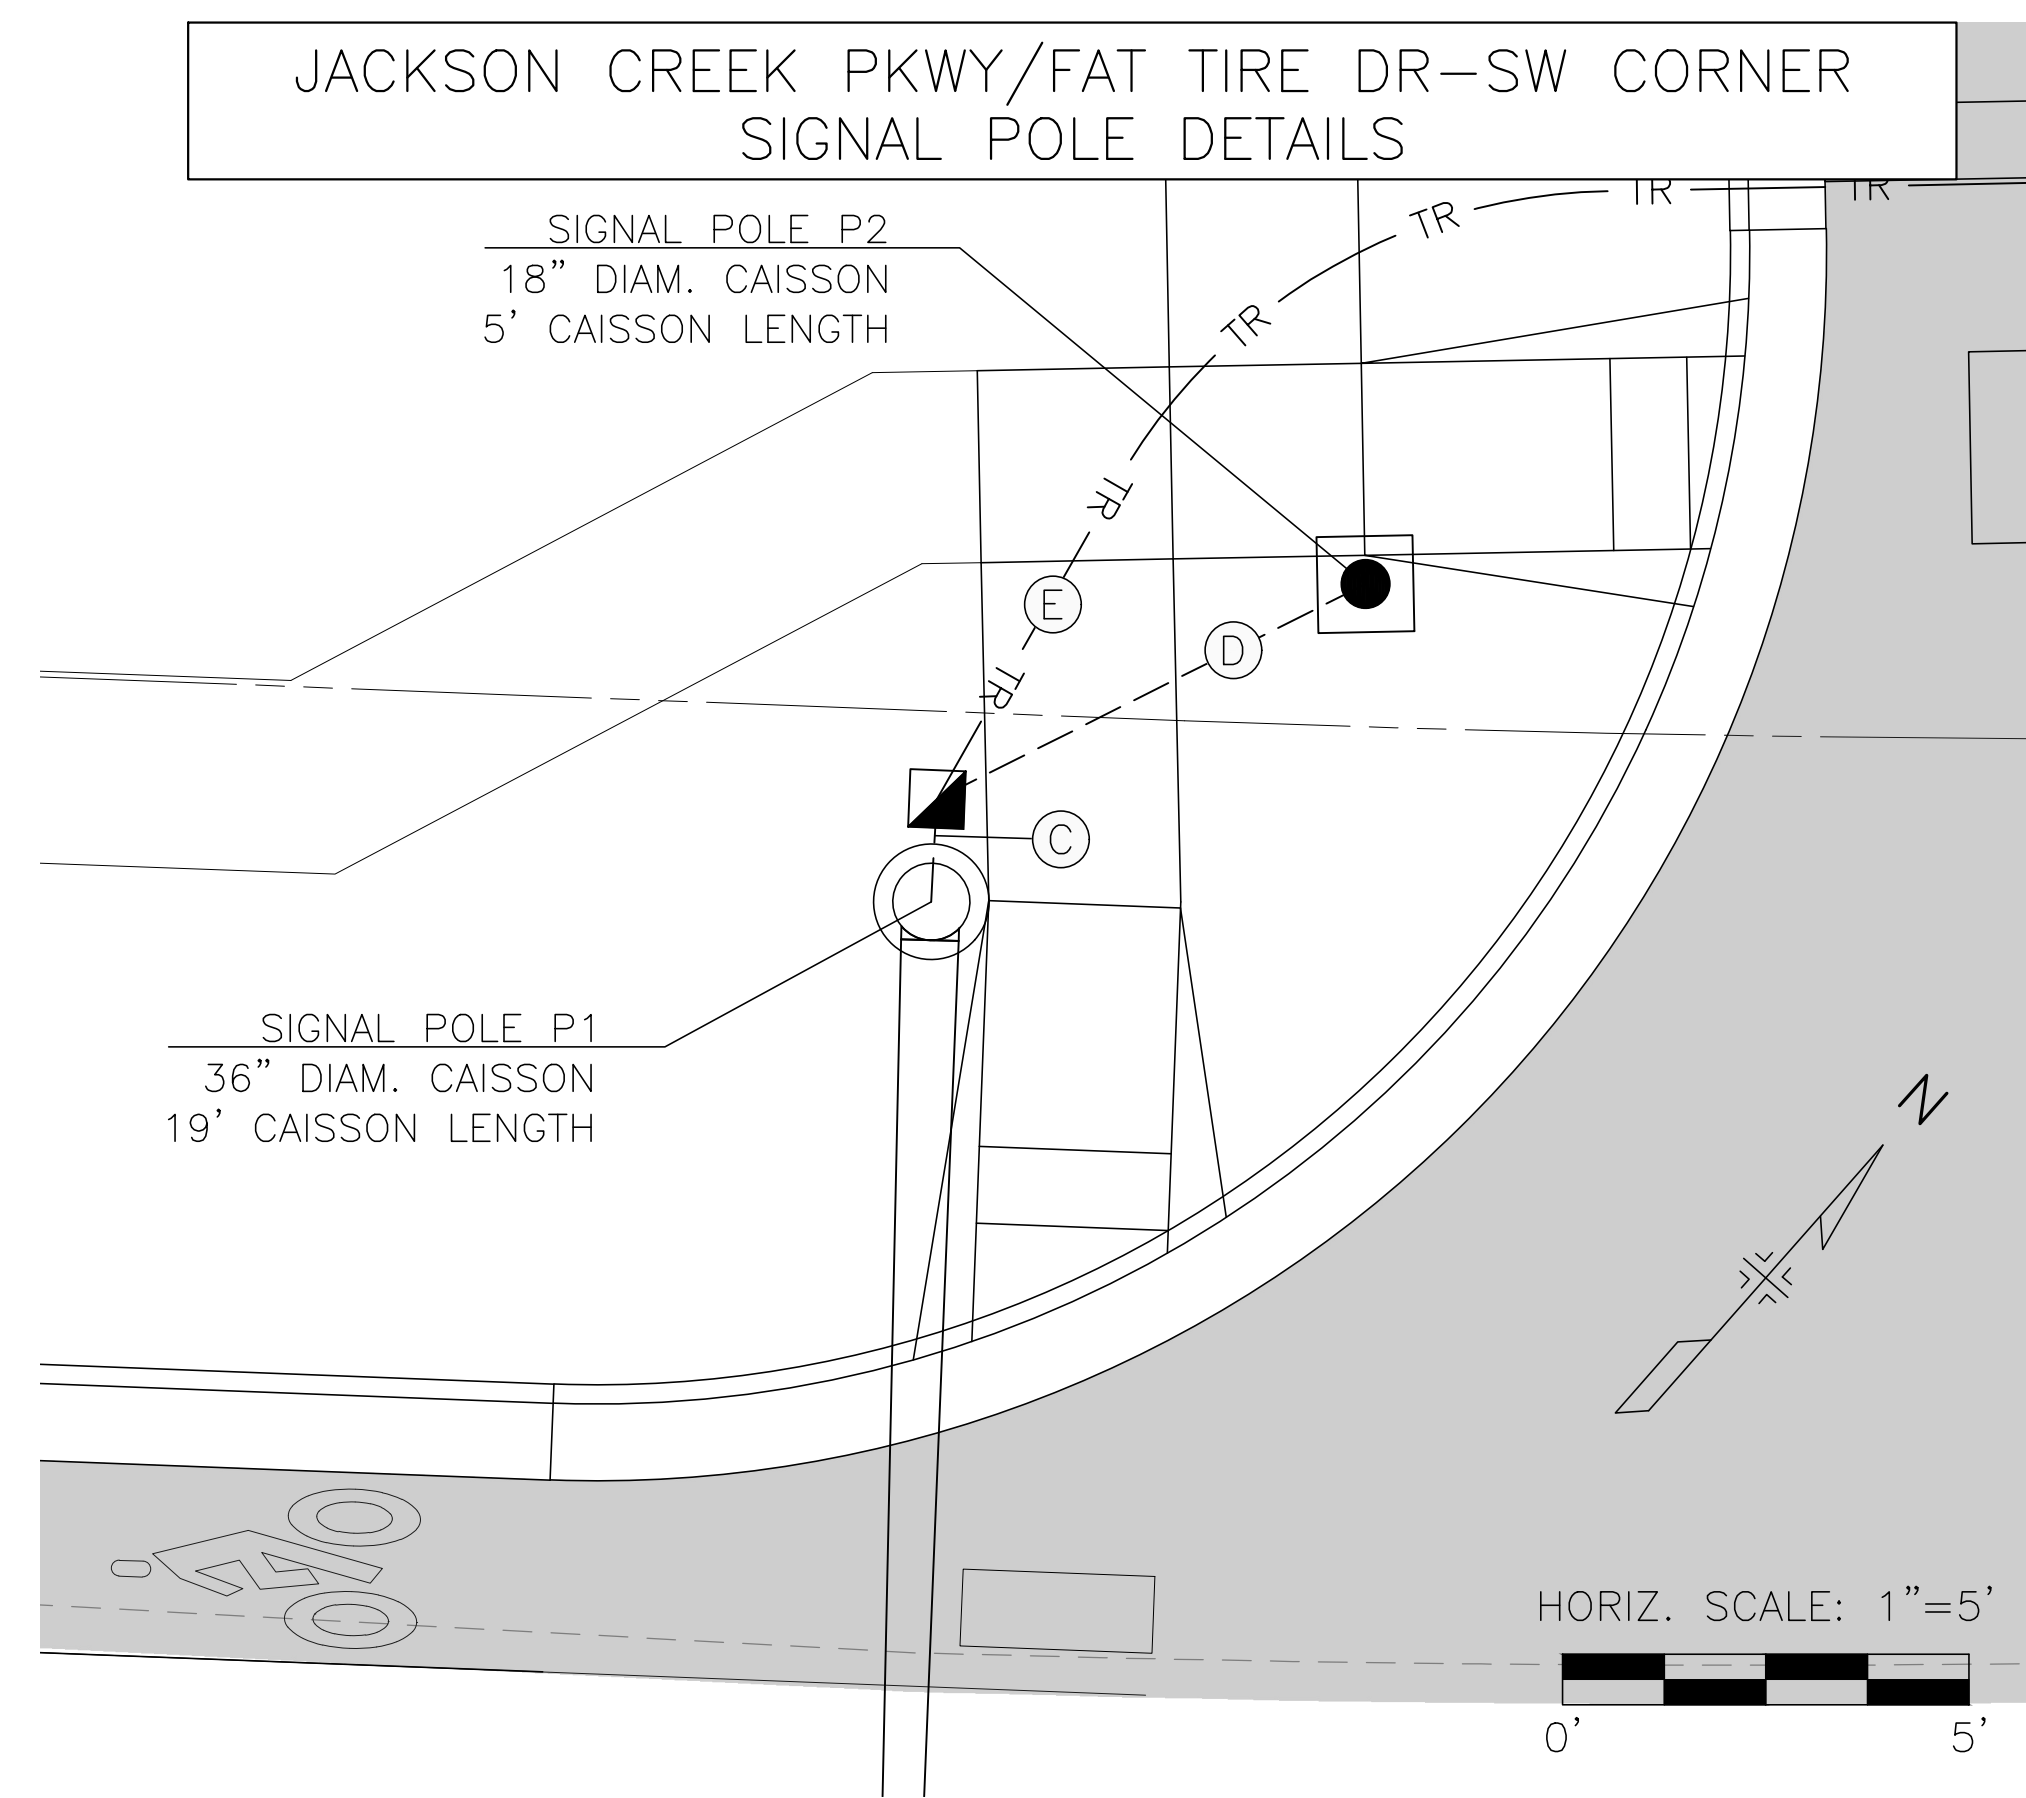 JACKSON CREEK PKWY/FAT TIRE DR-SW CORNER
SIGNAL POLE DETAILS
TR
TR
TR
TR
SIGNAL POLE P2
18" DIAM. CAISSON
5' CAISSON LENGTH
TR
E
D
TR
C
SIGNAL POLE P1
36" DIAM. CAISSON
19' CAISSON LENGTH
N
HORIZ. SCALE: 1"=5'
0'
5'